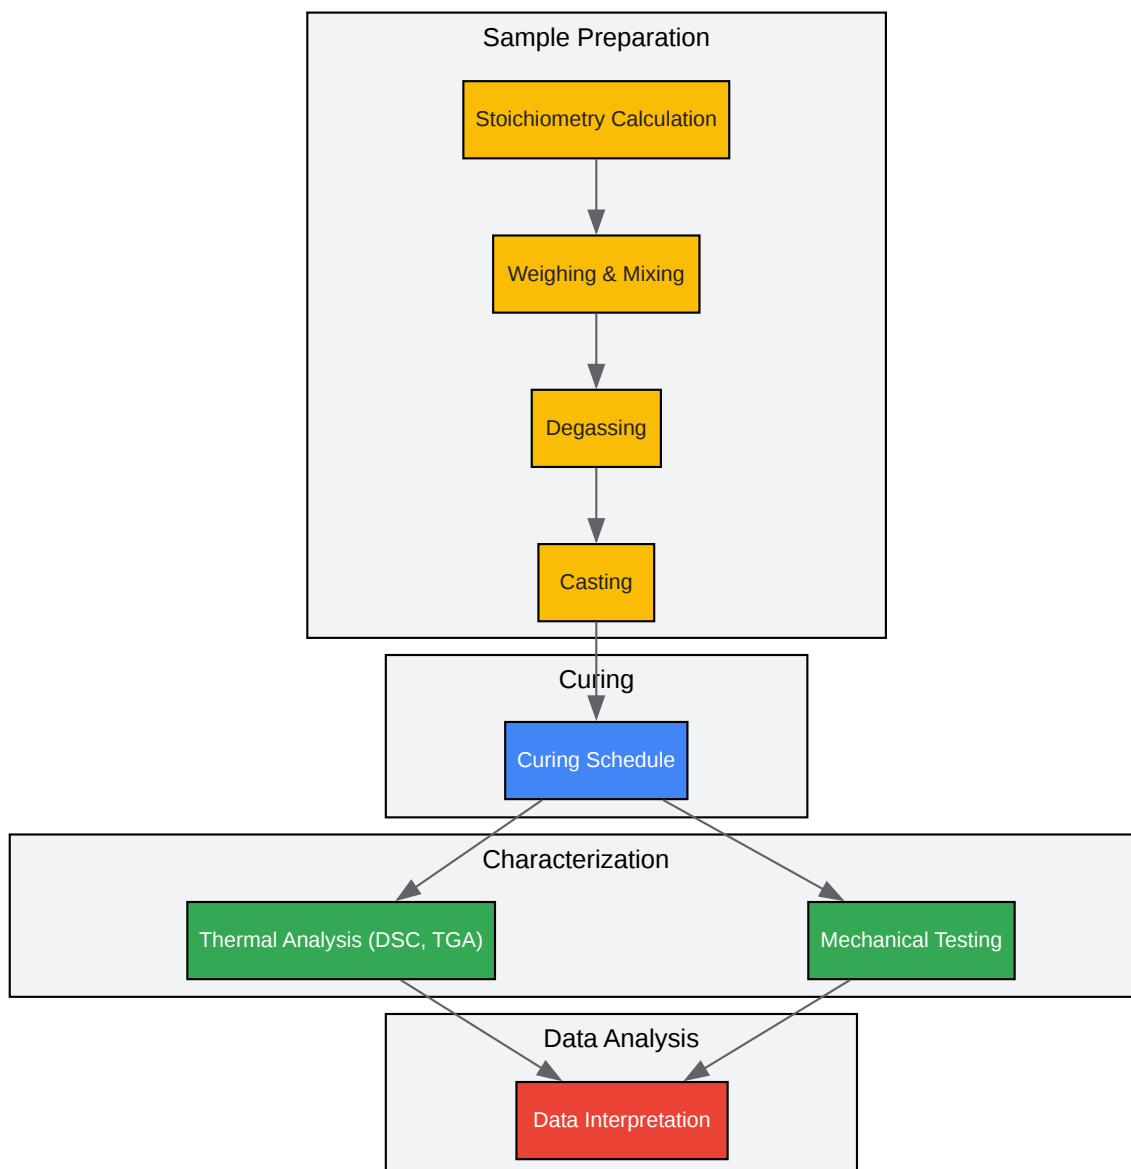 Sample Preparation
Stoichiometry Calculation
Weighing & Mixing
Degassing
Casting
Curing
Curing Schedule
Characterization
Thermal Analysis (DSC, TGA)
Mechanical Testing
Data Analysis
Data Interpretation